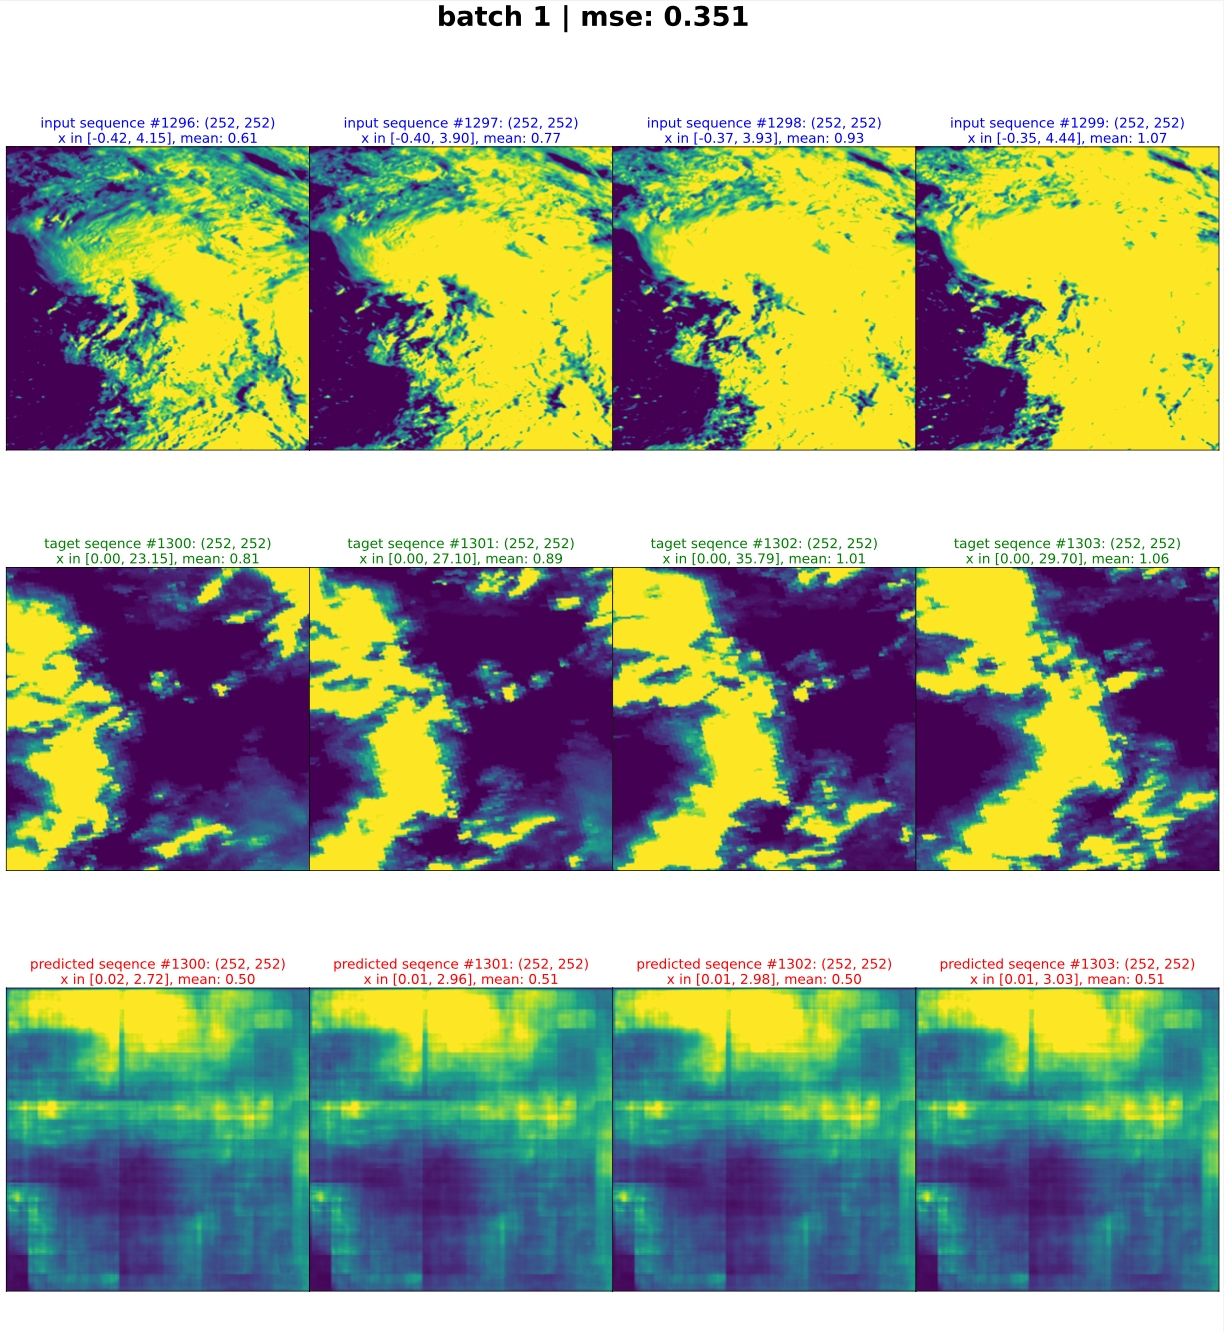 batch 1 | mse: 0.351
input sequence #1296: (252, 252)
x in [-0.42, 4.15], mean: 0.61
input sequence #1297: (252, 252)
x in [-0.40, 3.90], mean: 0.77
input sequence #1298: (252, 252)
x in [-0.37, 3.93], mean: 0.93
input sequence #1299: (252, 252)
x in [-0.35, 4.44], mean: 1.07
taget seqence #1300: (252, 252)
x in [0.00, 23.15], mean: 0.81
taget seqence #1301: (252, 252)
x in [0.00, 27.10], mean: 0.89
taget seqence #1302: (252, 252)
x in [0.00, 35.79], mean: 1.01
taget seqence #1303: (252, 252)
x in [0.00, 29.70], mean: 1.06
predicted seqence #1300: (252, 252)
x in [0.02, 2.72], mean: 0.50
predicted seqence #1301: (252, 252)
x in [0.01, 2.96], mean: 0.51
predicted seqence #1302: (252, 252)
x in [0.01, 2.98], mean: 0.50
predicted seqence #1303: (252, 252)
x in [0.01, 3.03], mean: 0.51